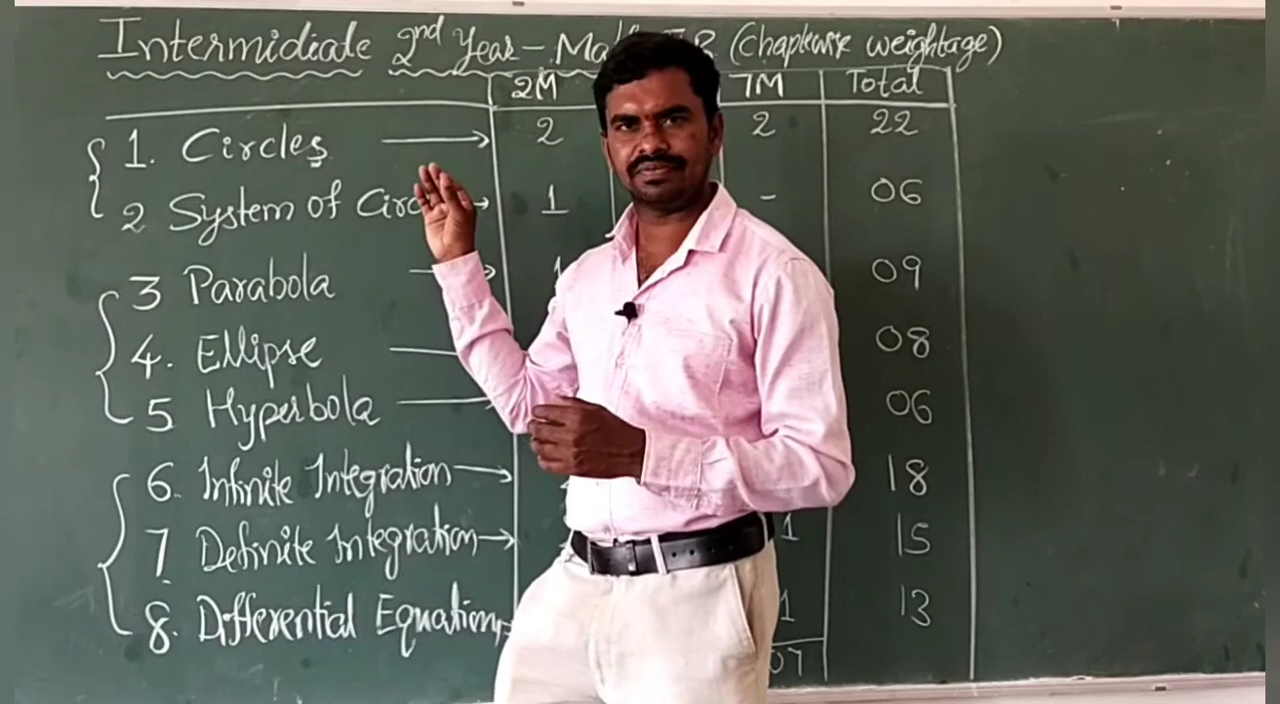 Intermidiate 2nd Year - (Chapterwise weightage)
2M 7M Total
1. Circles 2 2 22
2 System of 1 - 06
3 Parabola 09
4. Ellipse 08
5 Hyperbola 06
6. Infinite Integration 18
7 Definite Integration 1 15
8. Differential Equation 1 13
07